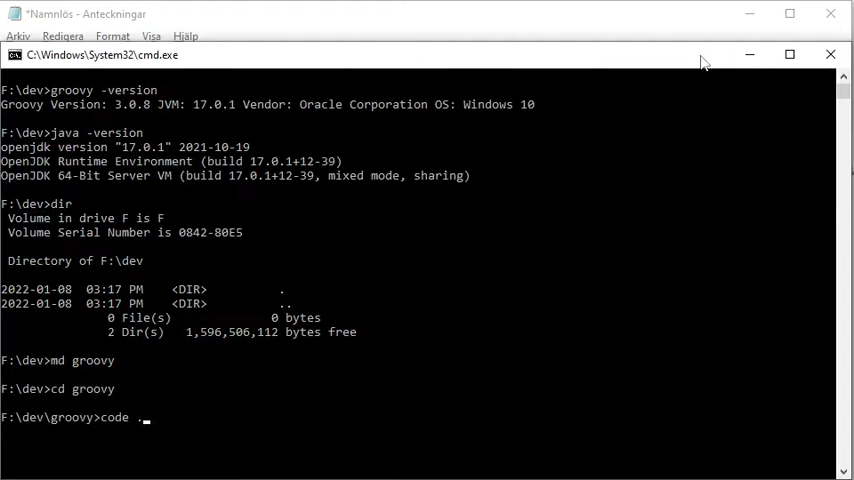 *Namnlös - Anteckningar
Arkiv Redigera Format Visa Hjälp
C:\Windows\System32\cmd.exe
F:\dev>groovy -version
Groovy Version: 3.0.8 JVM: 17.0.1 Vendor: Oracle Corporation OS: Windows 10
F:\dev>java -version
openjdk version "17.0.1" 2021-10-19
OpenJDK Runtime Environment (build 17.0.1+12-39)
OpenJDK 64-Bit Server VM (build 17.0.1+12-39, mixed mode, sharing)
F:\dev>dir
Volume in drive F is F
Volume Serial Number is 0842-80E5
Directory of F:\dev
2022-01-08 03:17 PM <DIR> .
2022-01-08 03:17 PM <DIR> ..
0 File(s) 0 bytes
2 Dir(s) 1,596,506,112 bytes free
F:\dev>md groovy
F:\dev>cd groovy
F:\dev\groovy>code .